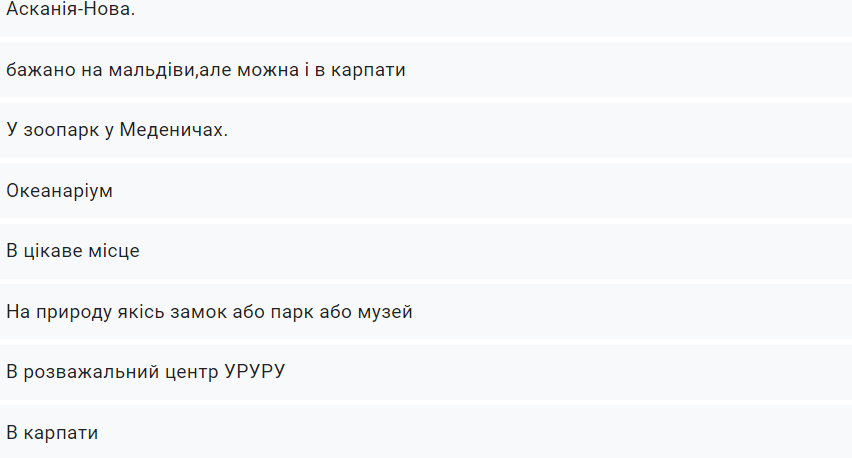 Асканія-Нова.
бажано на мальдіви,але можна і в карпати
У зоопарк у Меденичах.
Океанаріум
В цікаве місце
На природу якісь замок або парк або музей
В розважальний центр УРУРУ
В карпати